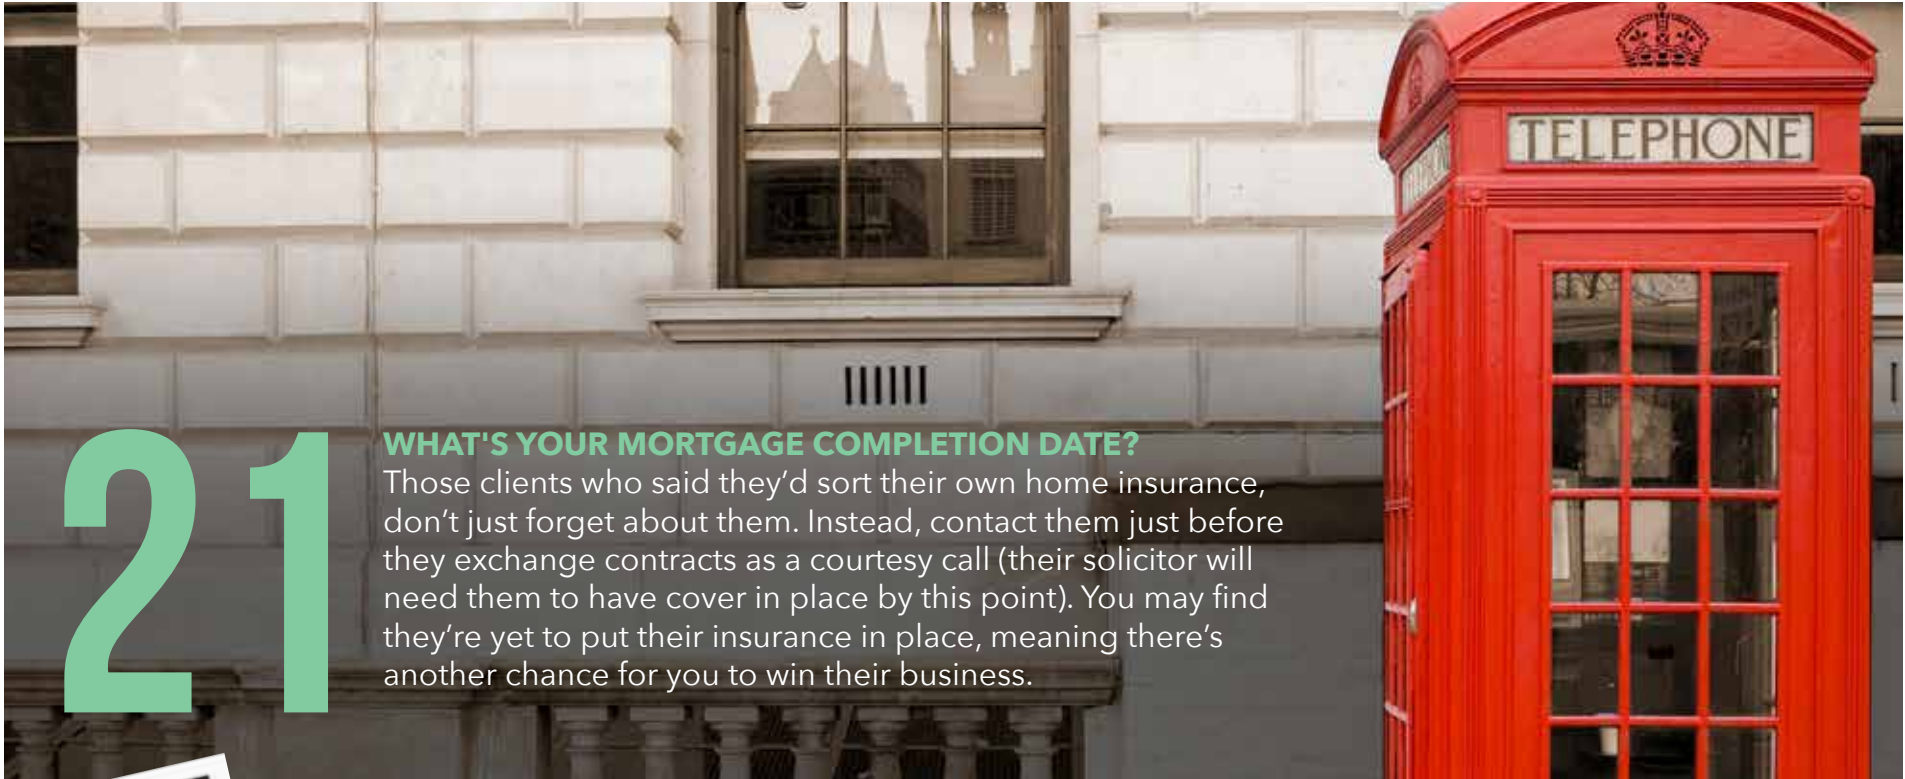 TELEPHONE
21
WHAT'S YOUR MORTGAGE COMPLETION DATE?
Those clients who said they’d sort their own home insurance,
don’t just forget about them. Instead, contact them just before
they exchange contracts as a courtesy call (their solicitor will
need them to have cover in place by this point). You may find
they’re yet to put their insurance in place, meaning there’s
another chance for you to win their business.